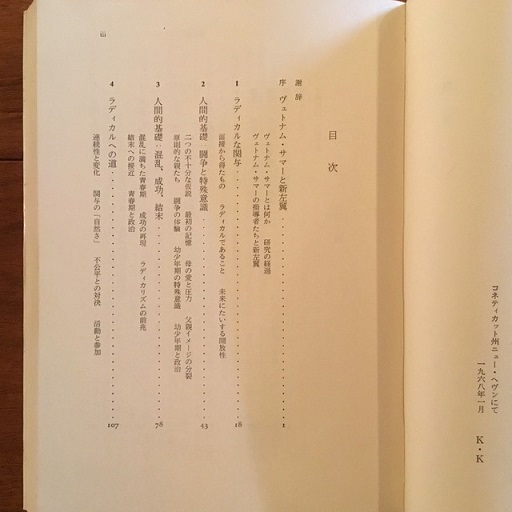 コネティカット州ニュー・ヘヴンにて
一九六八年一月
K・K
目次
謝辞
序 ヴェトナム・サマーと新左翼 1
ヴェトナム・サマーとは何か 研究の経過
ヴェトナム・サマーの指導者たちと新左翼
1 ラディカルな関与 18
面接から得たもの ラディカルであること 未来にたいする開放性
2 人間的基礎：闘争と特殊意識 43
二つの不十分な仮説 最初の記憶 母の愛と圧力 父親イメージの分裂
原則的な親たち 闘争の体験 幼少年期の特殊意識 幼少年期と政治
3 人間的基礎：混乱、成功、結末 78
混乱に満ちた青春期 成功の再現 ラディカリズムの前兆
結末への接近 青春期と政治
4 ラディカルへの道 107
連続性と変化 関与の「自然さ」 不公平との対決 活動と参加
iii